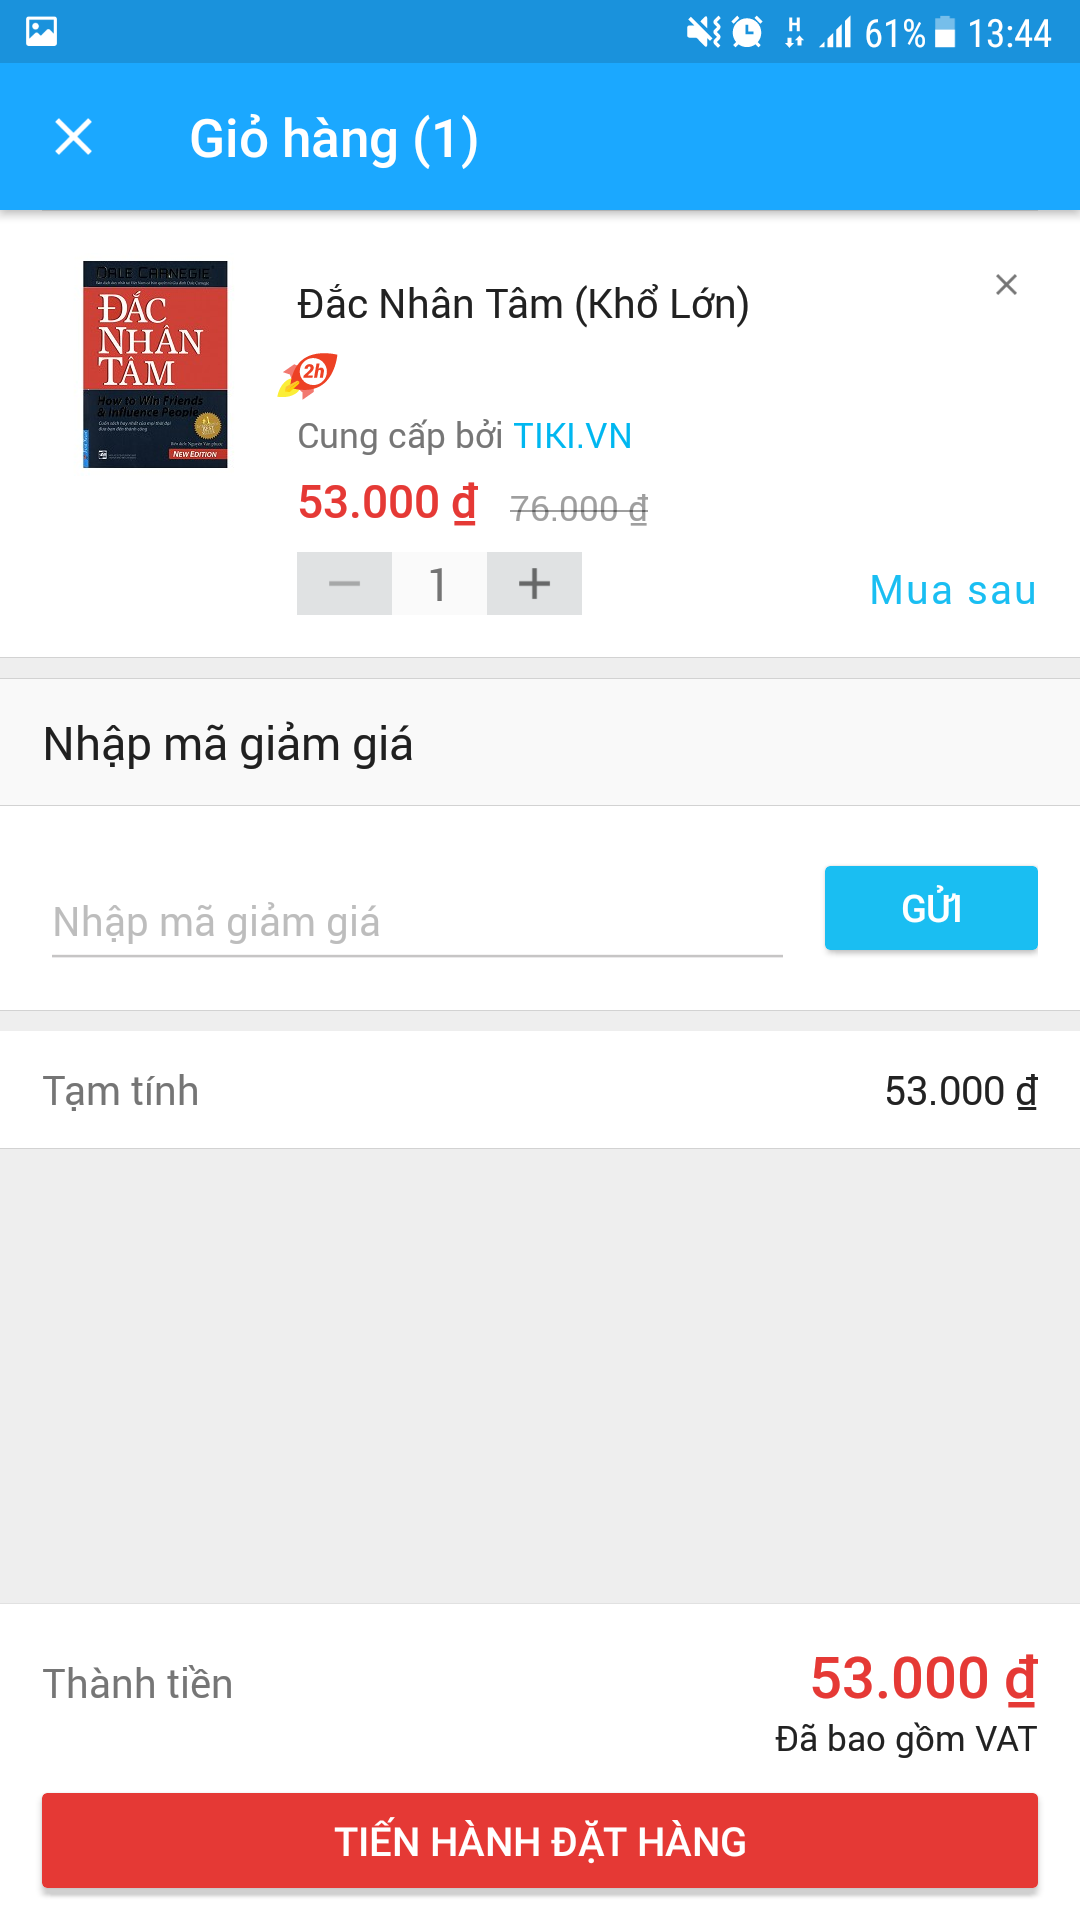 H 61% 13:44
Giỏ hàng (1)
DALE CARNEGIE
ĐẮC
NHÂN
TÂM
How to Win Friends
& Influence People
NEW EDITION
Đắc Nhân Tâm (Khổ Lớn)
2h
Cung cấp bởi TIKI.VN
53.000 ₫ 76.000 ₫
1
Mua sau
Nhập mã giảm giá
Nhập mã giảm giá
GỬI
Tạm tính 53.000 ₫
Thành tiền 53.000 ₫
Đã bao gồm VAT
TIẾN HÀNH ĐẶT HÀNG